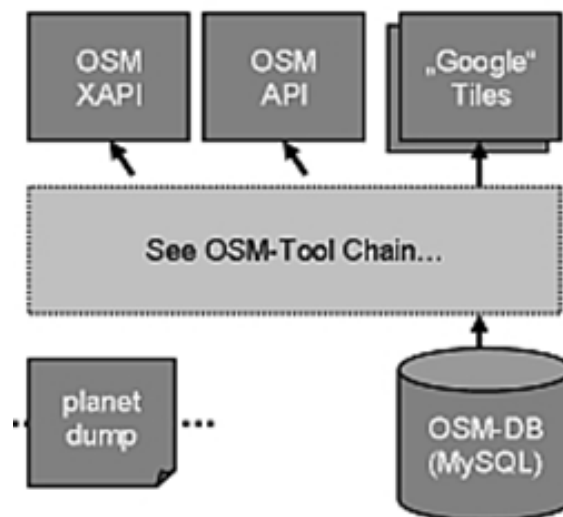 OSM
XAPI
OSM
API
„Google“
Tiles
See OSM-Tool Chain...
planet
dump
OSM-DB
(MySQL)